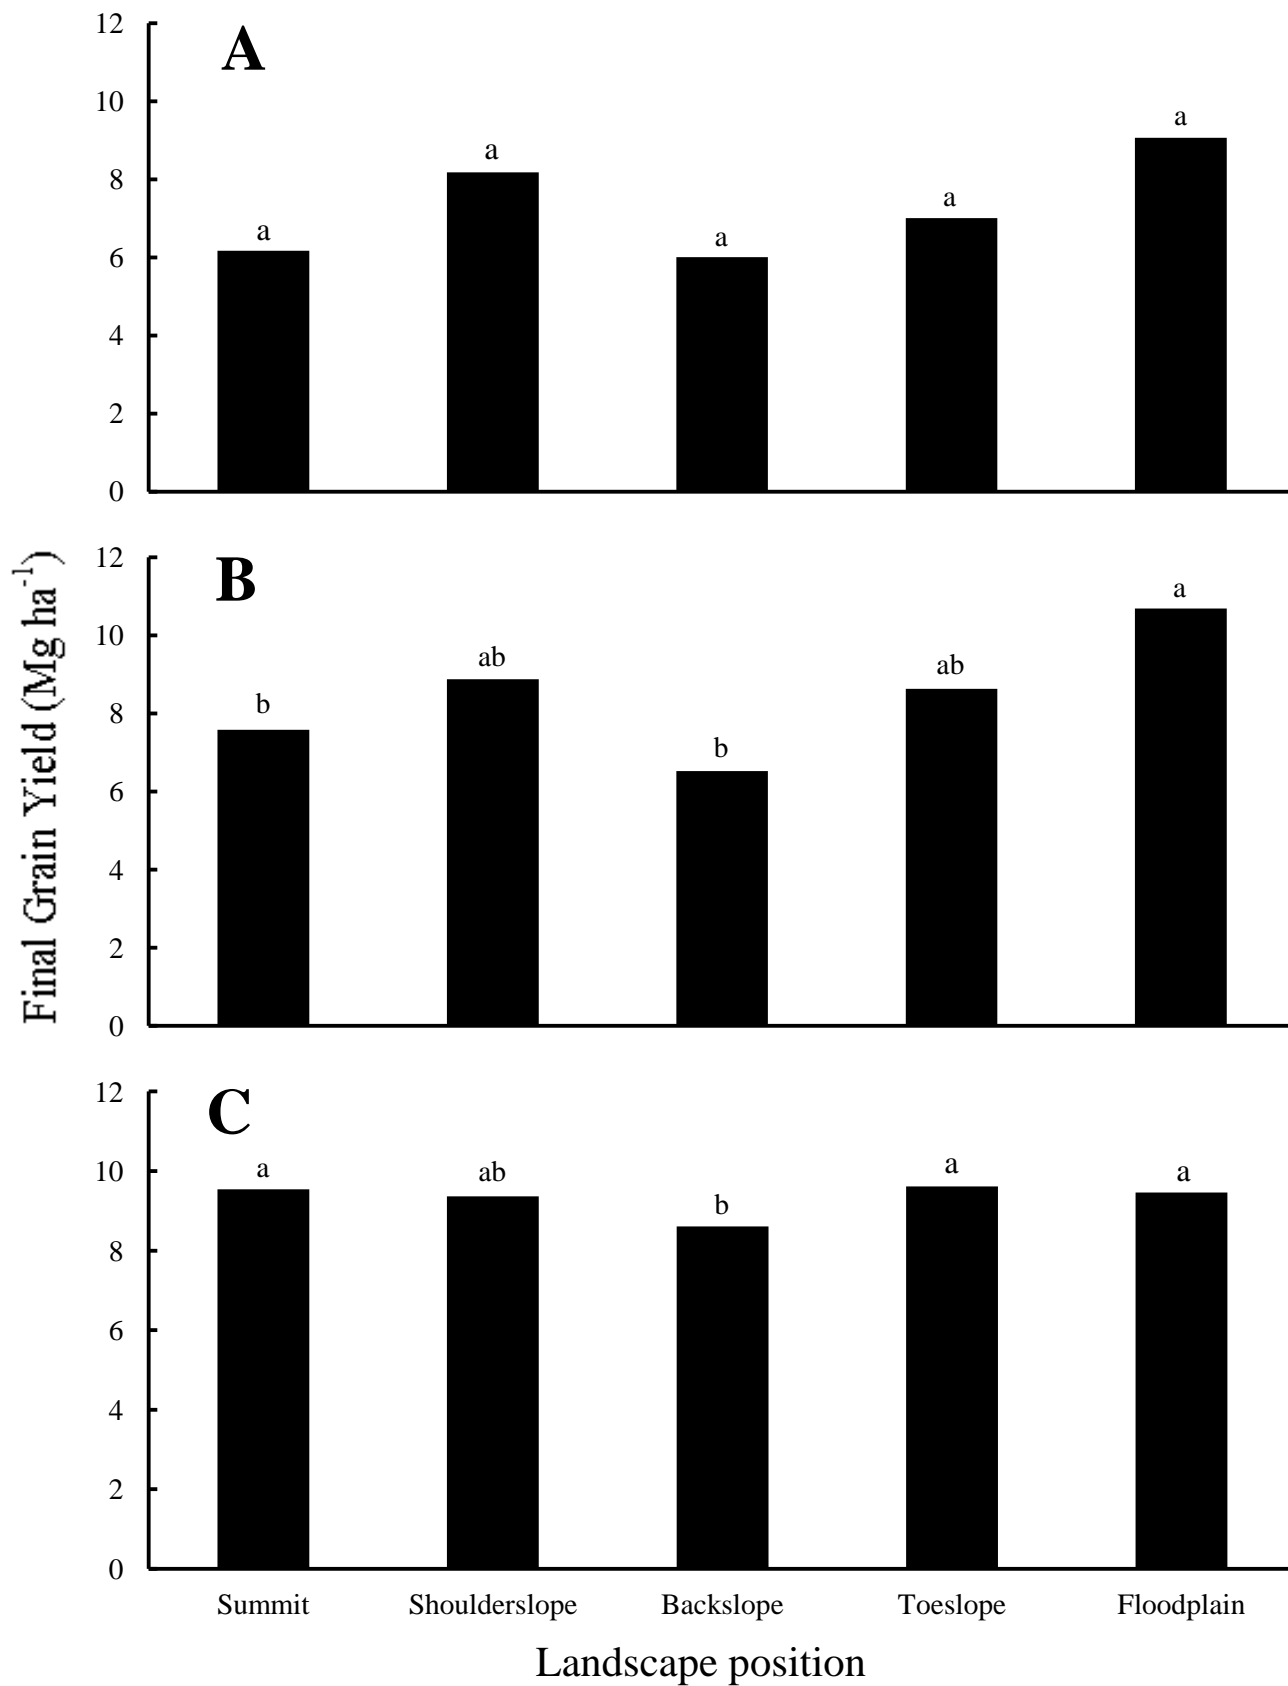 A
12
10
8
6
4
2
0
a
a
a
a
a
B
12
10
8
6
4
2
0
b
ab
b
ab
a
Final Grain Yield (Mg ha⁻¹)
C
12
10
8
6
4
2
0
a
ab
b
a
a
Summit Shoulderslope Backslope Toeslope Floodplain
Landscape position